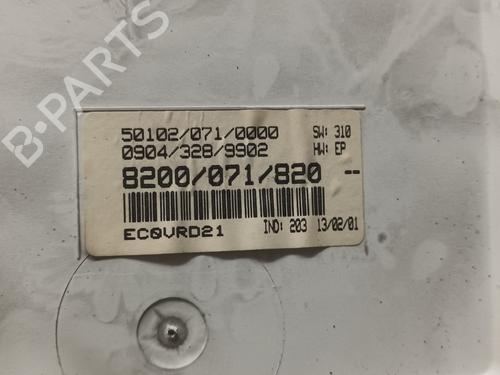 B-PARTS
50102/071/0000 SW: 310
0904/328/9902 HW: EP
8200/071/820 --
ECQVRD21 IND: 203 13/02/01